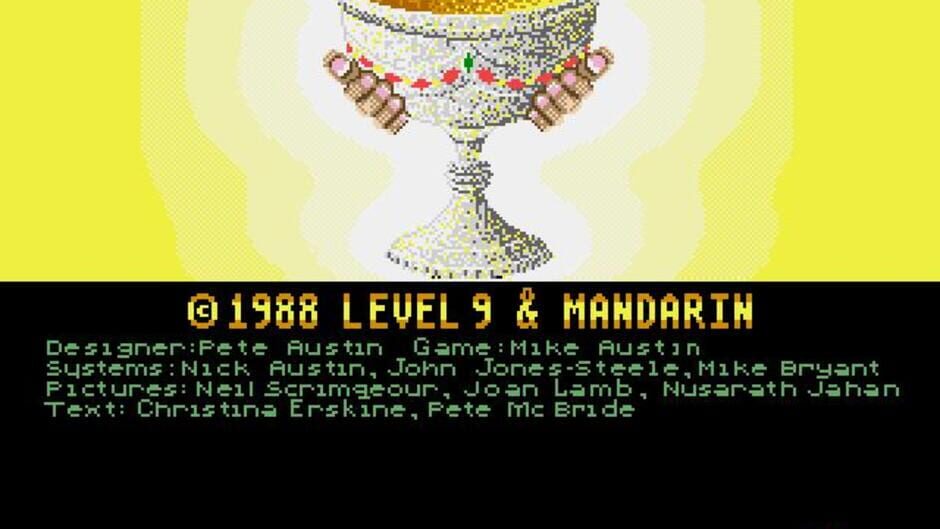 © 1988 LEVEL 9 & MANDARIN
Designer:Pete Austin Game:Mike Austin
Systems:Nick Austin, John Jones-Steele, Mike Bryant
Pictures: Neil Scrimgeour, Joan Lamb, Nusarath Jahan
Text: Christina Erskine, Pete McBride